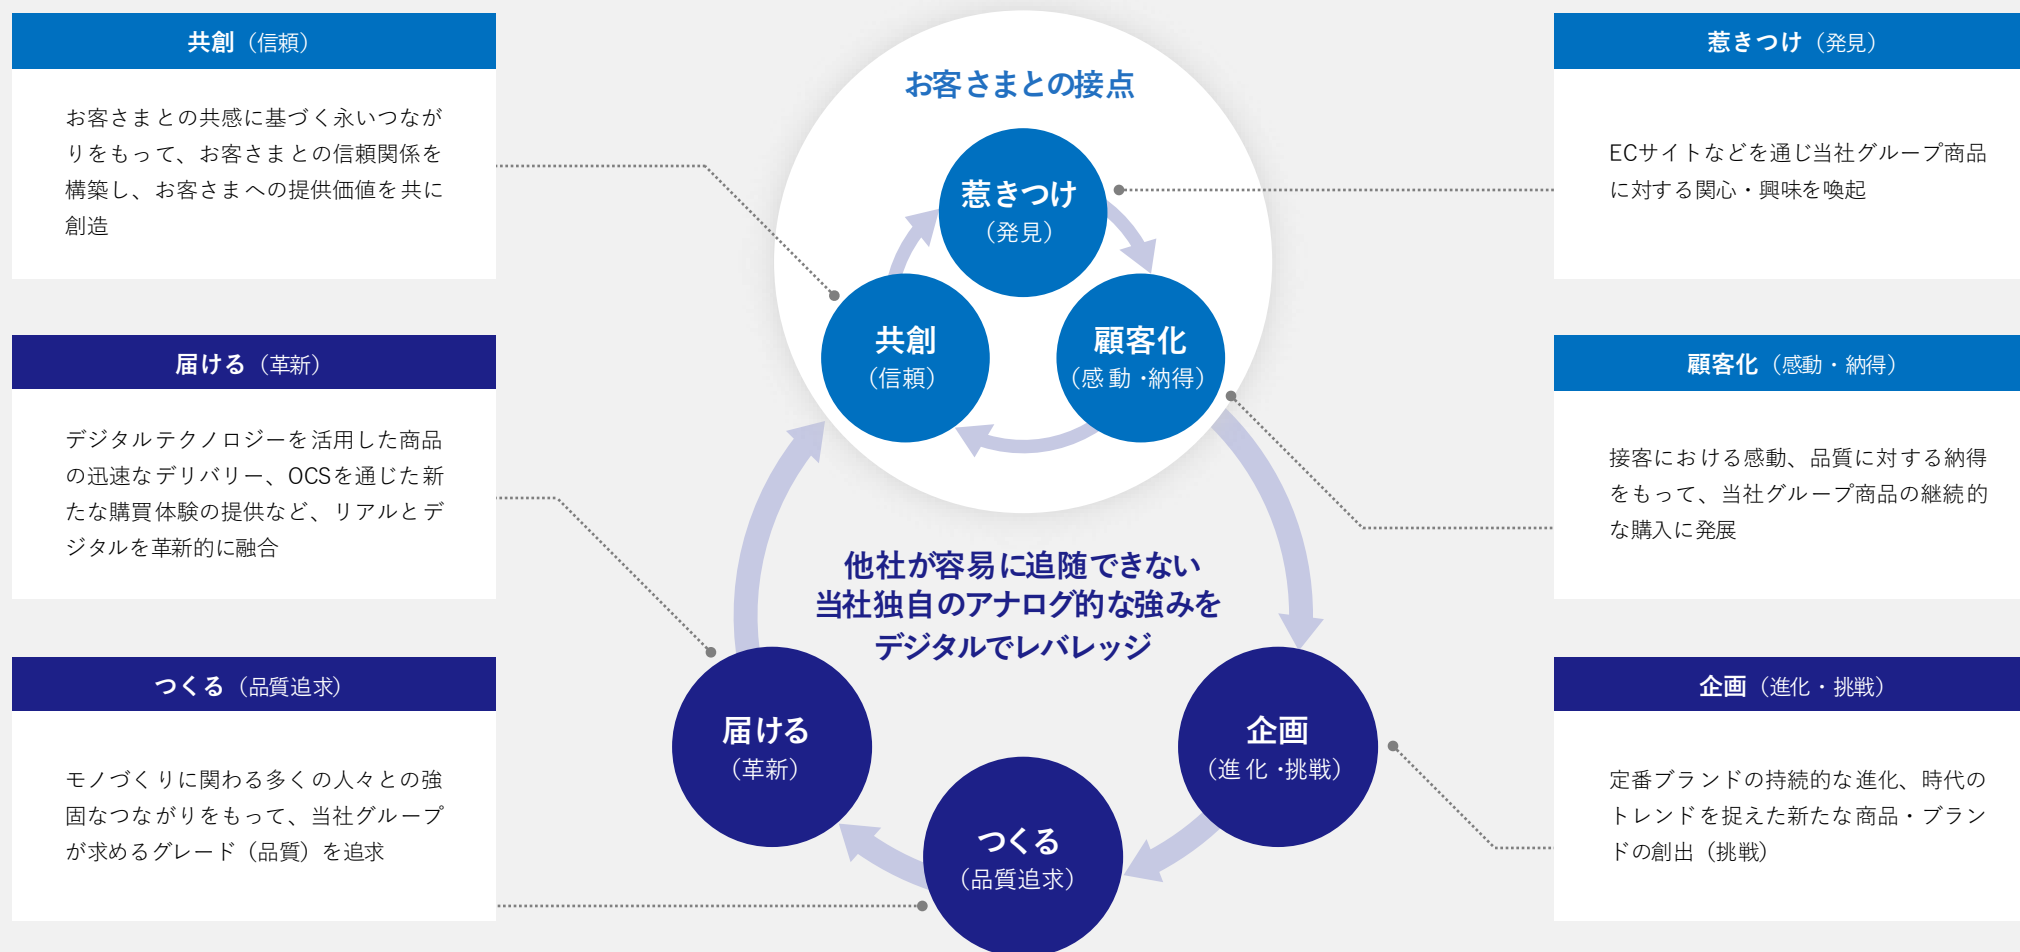 共創（信頼）
お客さまとの共感に基づく永いつなが
りをもって、お客さまとの信頼関係を
構築し、お客さまへの提供価値を共に
創造
届ける（革新）
デジタルテクノロジーを活用した商品
の迅速なデリバリー、OCSを通じた新
たな購買体験の提供など、リアルとデ
ジタルを革新的に融合
つくる（品質追求）
モノづくりに関わる多くの人々との強
固なつながりをもって、当社グループ
が求めるグレード（品質）を追求
お客さまとの接点
惹きつけ
（発見）
共創
（信頼）
顧客化
（感動・納得）
他社が容易に追随できない
当社独自のアナログ的な強みを
デジタルでレバレッジ
届ける
（革新）
企画
（進化・挑戦）
つくる
（品質追求）
惹きつけ（発見）
ECサイトなどを通じ当社グループ商品
に対する関心・興味を喚起
顧客化（感動・納得）
接客における感動、品質に対する納得
をもって、当社グループ商品の継続的
な購入に発展
企画（進化・挑戦）
定番ブランドの持続的な進化、時代の
トレンドを捉えた新たな商品・ブラン
ドの創出（挑戦）